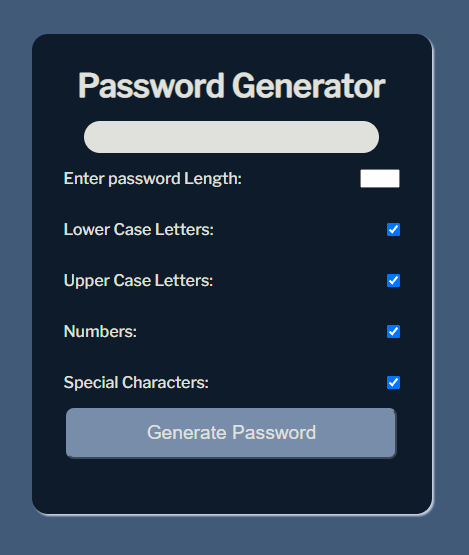 Password Generator
Enter password Length:
Lower Case Letters:
Upper Case Letters:
Numbers:
Special Characters:
Generate Password